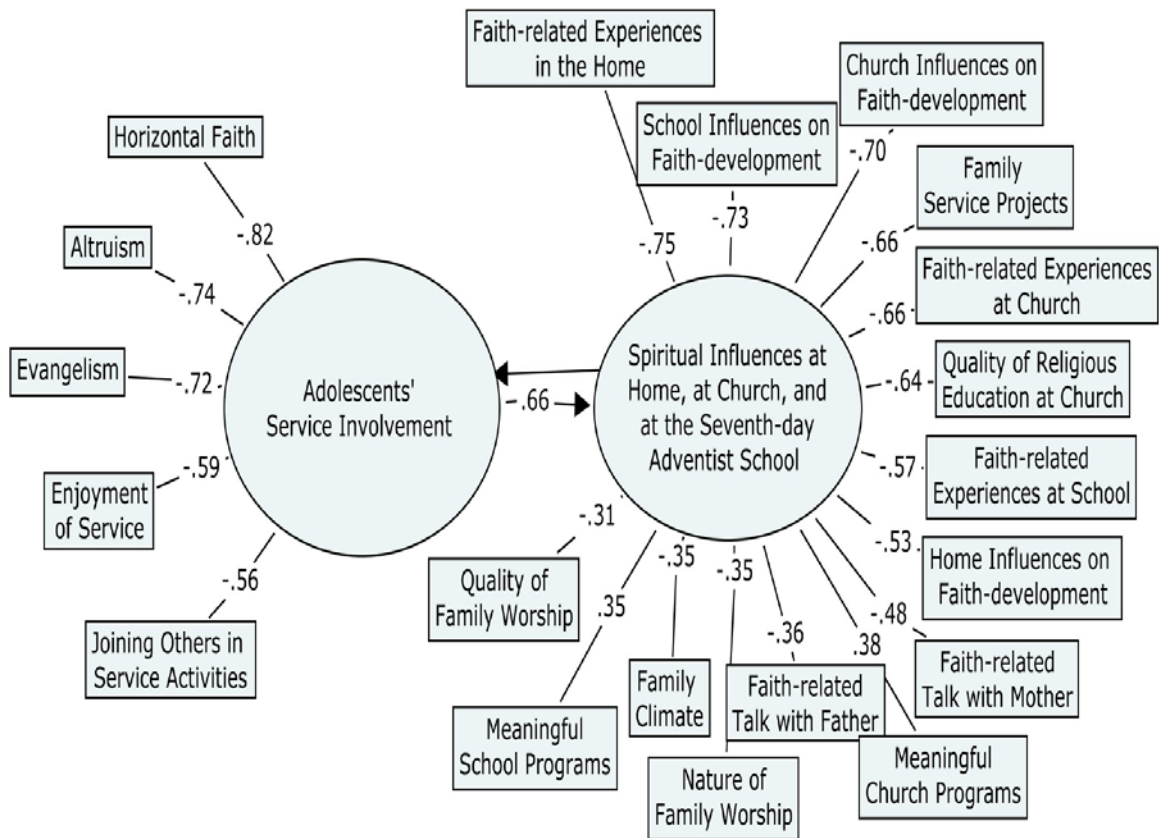 Faith-related Experiences
in the Home
Church Influences on
Faith-development
School Influences on
Faith-development
Horizontal Faith
-.70
Family
Service Projects
-.73
-.82
-.75
-.66
Altruism
Faith-related Experiences
at Church
-.74
-.66
Evangelism
-.72
Adolescents'
Service Involvement
.66
Spiritual Influences at
Home, at Church, and
at the Seventh-day
Adventist School
-.64
Quality of Religious
Education at Church
-.59
Enjoyment
of Service
-.57
Faith-related
Experiences at School
-.31
-.35
-.35
-.53
Home Influences on
Faith-development
-.56
Quality of
Family Worship
.35
-.36
.38
-.48
Joining Others in
Service Activities
Faith-related
Talk with Mother
Family
Climate
Faith-related
Talk with Father
Meaningful
School Programs
Nature of
Family Worship
Meaningful
Church Programs